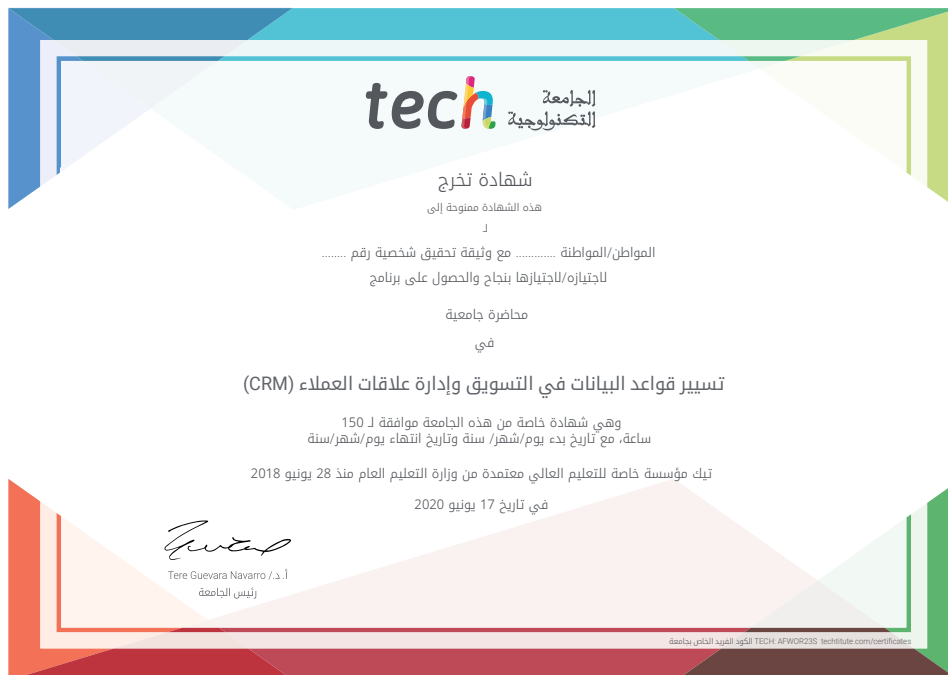 tech الجامعة
التكنولوجية
شهادة تخرج
هذه الشهادة ممنوحة إلى
لـ
المواطن/المواطنة ............ مع وثيقة تحقيق شخصية رقم ........
لاجتيازه/لاجتيازها بنجاح والحصول على برنامج
محاضرة جامعية
في
تسيير قواعد البيانات في التسويق وإدارة علاقات العملاء (CRM)
وهي شهادة خاصة من هذه الجامعة موافقة لـ 150
ساعة، مع تاريخ بدء يوم/شهر/ سنة وتاريخ انتهاء يوم/شهر/سنة
تيك مؤسسة خاصة للتعليم العالي معتمدة من وزارة التعليم العام منذ 28 يونيو 2018
في تاريخ 17 يونيو 2020
أ. د./ Tere Guevara Navarro
رئيس الجامعة
الكود الفريد الخاص بجامعة TECH: AFWOR23S techtitute.com/certificates